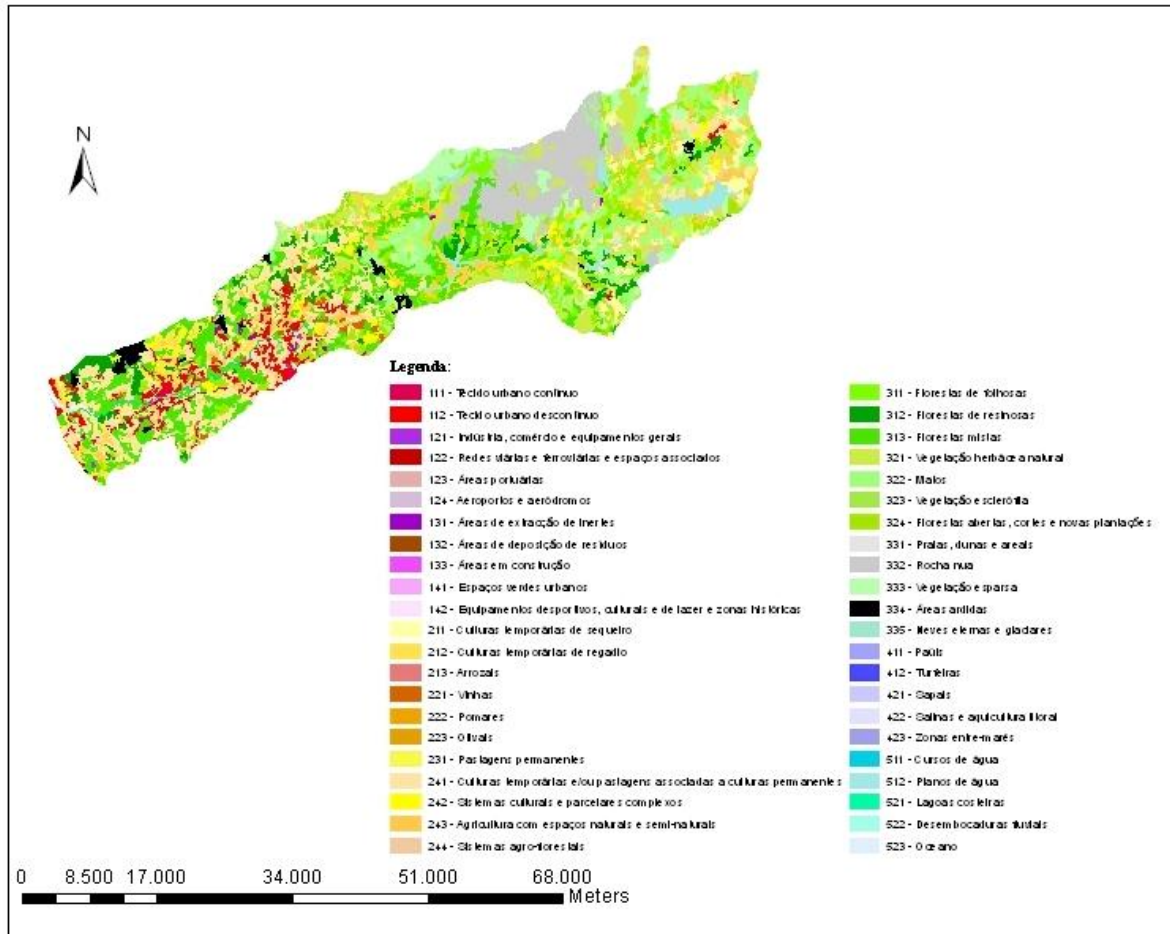 N
Legenda:
111 - Tecido urbano contínuo
112 - Tecido urbano descontínuo
121 - Indústria, comércio e equipamentos gerais
122 - Redes viárias e ferroviárias e espaços associados
123 - Áreas portuárias
124 - Aeroportos e aeródromos
131 - Áreas de extracção de inertes
132 - Áreas de deposição de resíduos
133 - Áreas em construção
141 - Espaços verdes urbanos
142 - Equipamentos desportivos, culturais e de lazer e zonas históricas
211 - Culturas temporárias de sequeiro
212 - Culturas temporárias de regadio
213 - Arrozais
221 - Vinhas
222 - Pomares
223 - Olivais
231 - Pastagens permanentes
241 - Culturas temporárias e/ou pastagens associadas a culturas permanentes
242 - Sistemas culturais e parcelares complexos
243 - Agricultura com espaços naturais e semi-naturais
244 - Sistemas agro-florestais
311 - Florestas de folhosas
312 - Florestas de resinosas
313 - Florestas mistas
321 - Vegetação herbácea natural
322 - Matos
323 - Vegetação esclerófila
324 - Florestas abertas, cortes e novas plantações
331 - Praias, dunas e areais
332 - Rocha nua
333 - Vegetação esparsa
334 - Áreas ardidas
335 - Neves eternas e glaciares
411 - Paúis
412 - Turfeiras
421 - Sapais
422 - Salinas e aquicultura litoral
423 - Zonas entre-marés
511 - Cursos de água
512 - Planos de água
521 - Lagoas costeiras
522 - Desembocaduras fluviais
523 - Oceano
0 8.500 17.000 34.000 51.000 68.000
Meters